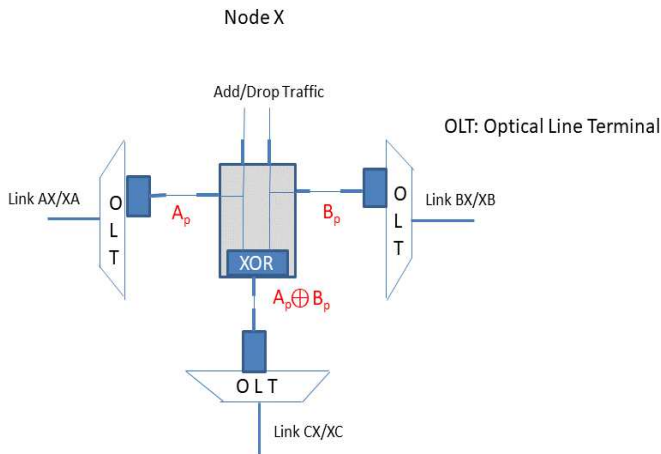 Node X
Add/Drop Traffic
OLT: Optical Line Terminal
Link AX/XA
O
L
T
Aₚ
Bₚ
O
L
T
Link BX/XB
XOR
Aₚ⊕Bₚ
O L T
Link CX/XC